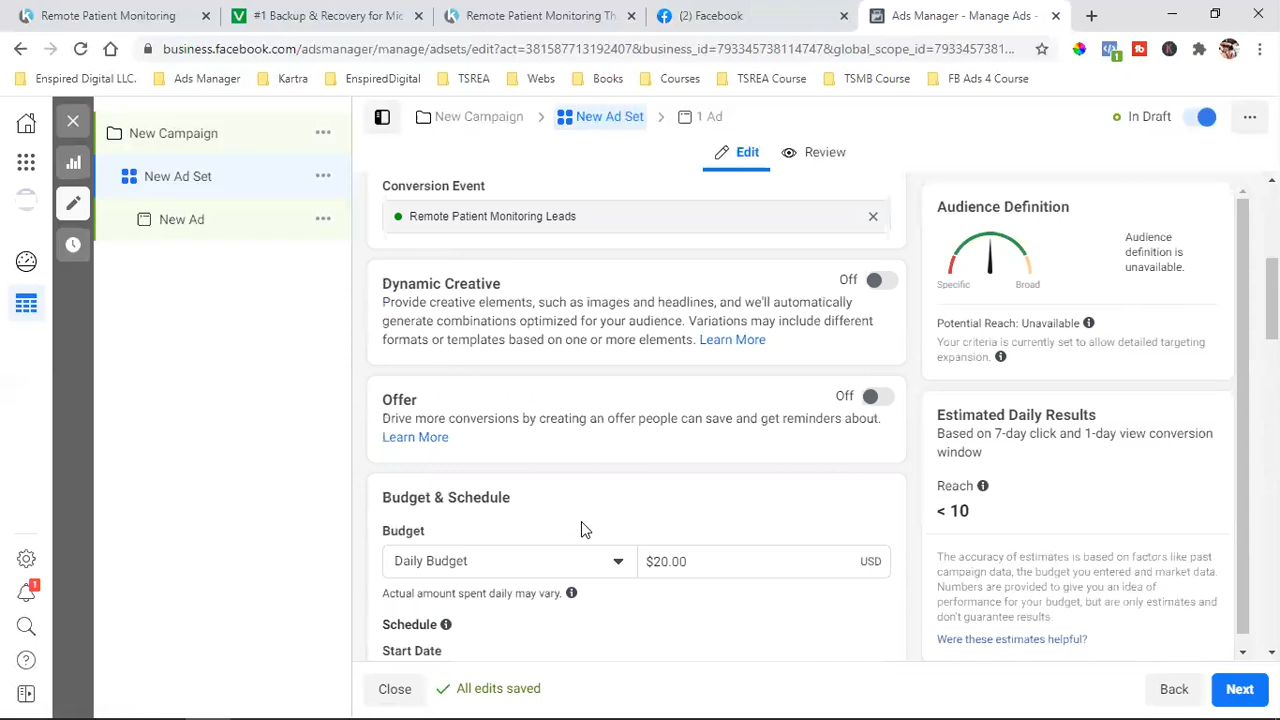 Remote Patient Monitoring
#1 Backup & Recovery for Mic
Remote Patient Monitoring T
(2) Facebook
Ads Manager - Manage Ads -
business.facebook.com/adsmanager/manage/adsets/edit?act=381587713192407&business_id=793345738114747&global_scope_id=7933457381...
1
Enspired Digital LLC.
Ads Manager
Kartra
EnspiredDigital
TSREA
Webs
Books
Courses
TSREA Course
TSMB Course
FB Ads 4 Course
New Campaign
New Ad Set
New Ad
New Campaign
New Ad Set
1 Ad
In Draft
Edit
Review
Conversion Event
Remote Patient Monitoring Leads
Dynamic Creative
Off
Provide creative elements, such as images and headlines, and we'll automatically
generate combinations optimized for your audience. Variations may include different
formats or templates based on one or more elements. Learn More
Offer
Off
Drive more conversions by creating an offer people can save and get reminders about.
Learn More
Budget & Schedule
Budget
Daily Budget
$20.00
USD
Actual amount spent daily may vary.
Schedule
Start Date
Audience Definition
Audience
definition is
unavailable.
Specific
Broad
Potential Reach: Unavailable
Your criteria is currently set to allow detailed targeting
expansion.
Estimated Daily Results
Based on 7-day click and 1-day view conversion
window
Reach
< 10
The accuracy of estimates is based on factors like past
campaign data, the budget you entered and market data.
Numbers are provided to give you an idea of
performance for your budget, but are only estimates and
don't guarantee results.
Were these estimates helpful?
1
Close
All edits saved
Back
Next